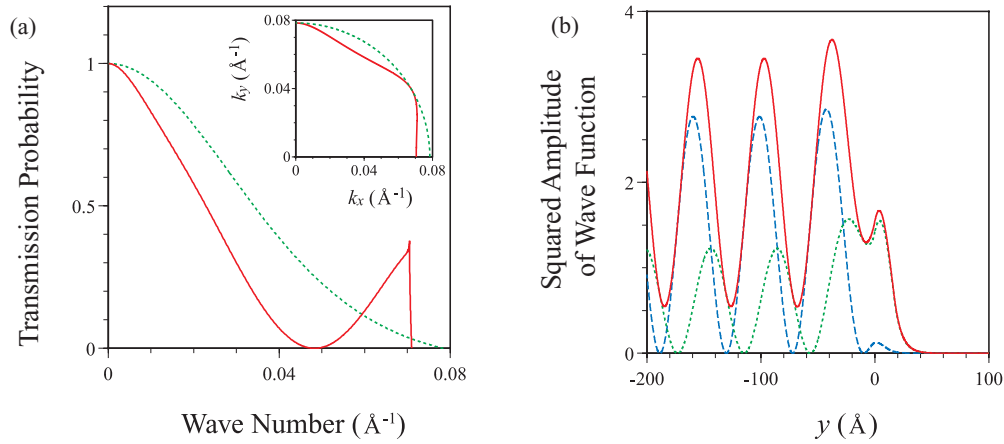 (a)
Transmission Probability
1
0.5
0
0
0.04
0.08
Wave Number (Å⁻¹)
0.08
0.04
0
0
0.04
0.08
k_y (Å⁻¹)
k_x (Å⁻¹)
(b)
Squared Amplitude
of Wave Function
4
2
0
-200
-100
0
100
y (Å)